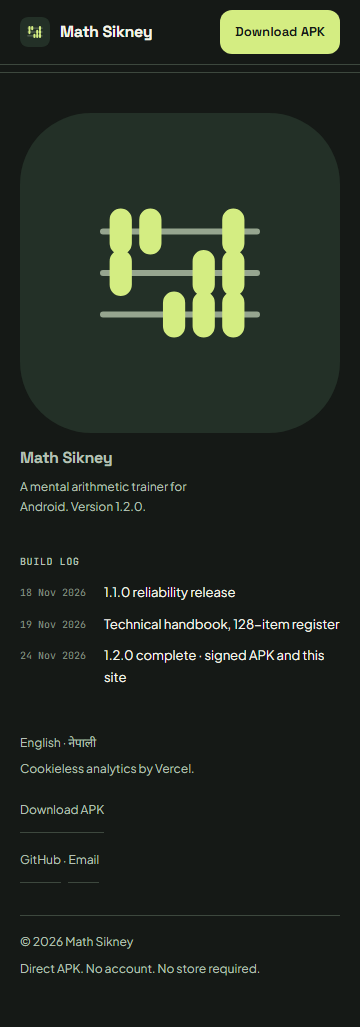 Math Sikney
Download APK
Math Sikney
A mental arithmetic trainer for
Android. Version 1.2.0.
BUILD LOG
18 Nov 2026 1.1.0 reliability release
19 Nov 2026 Technical handbook, 128-item register
24 Nov 2026 1.2.0 complete · signed APK and this
site
English · नेपाली
Cookieless analytics by Vercel.
Download APK
GitHub · Email
© 2026 Math Sikney
Direct APK. No account. No store required.